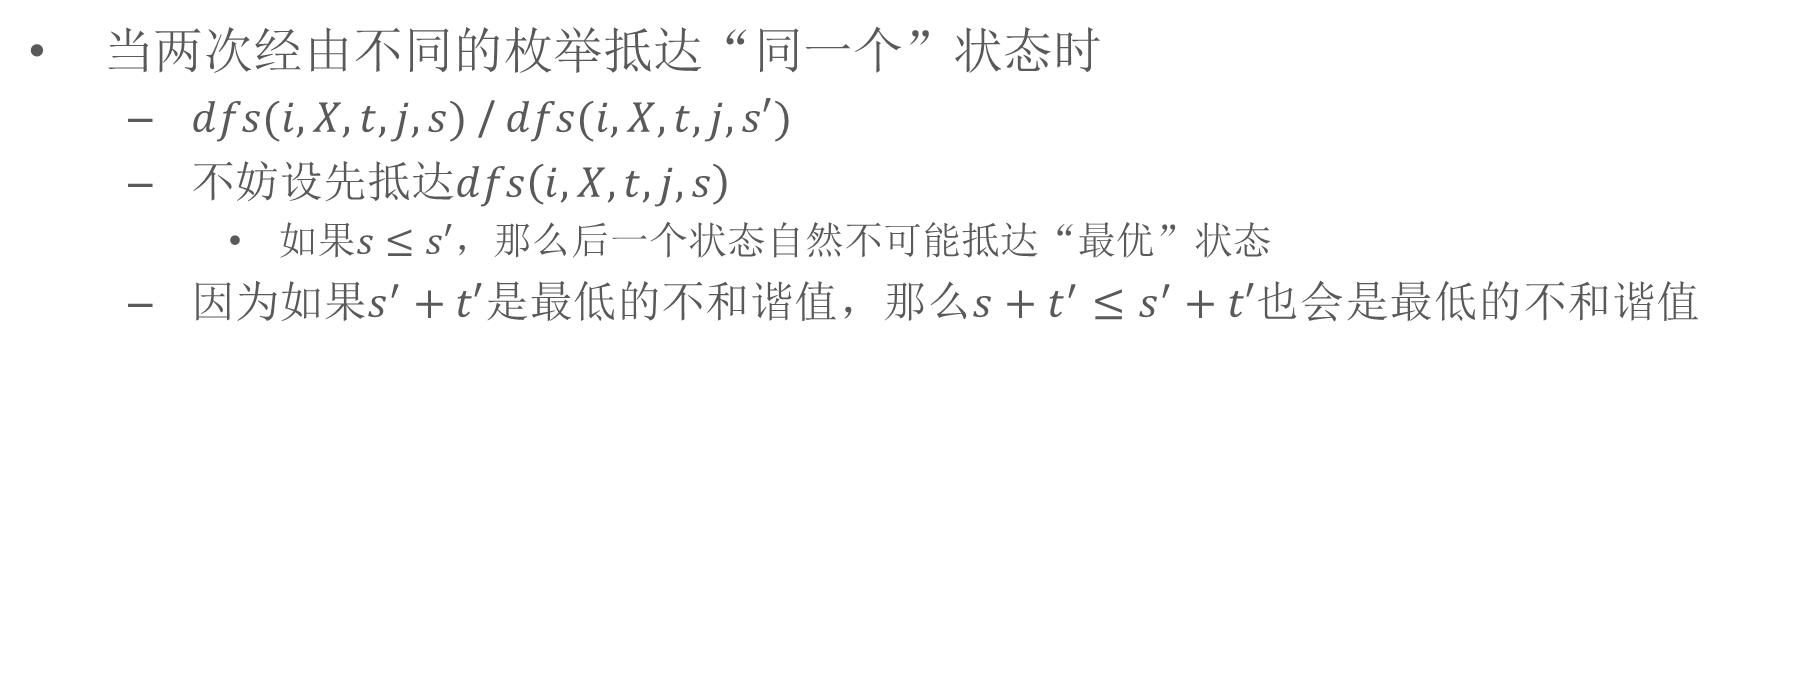 • 当两次经由不同的枚举抵达“同一个”状态时
– dfs(i, X, t, j, s) / dfs(i, X, t, j, s′)
– 不妨设先抵达dfs(i, X, t, j, s)
• 如果s ≤ s′，那么后一个状态自然不可能抵达“最优”状态
– 因为如果s′ + t′是最低的不和谐值，那么s + t′ ≤ s′ + t′也会是最低的不和谐值